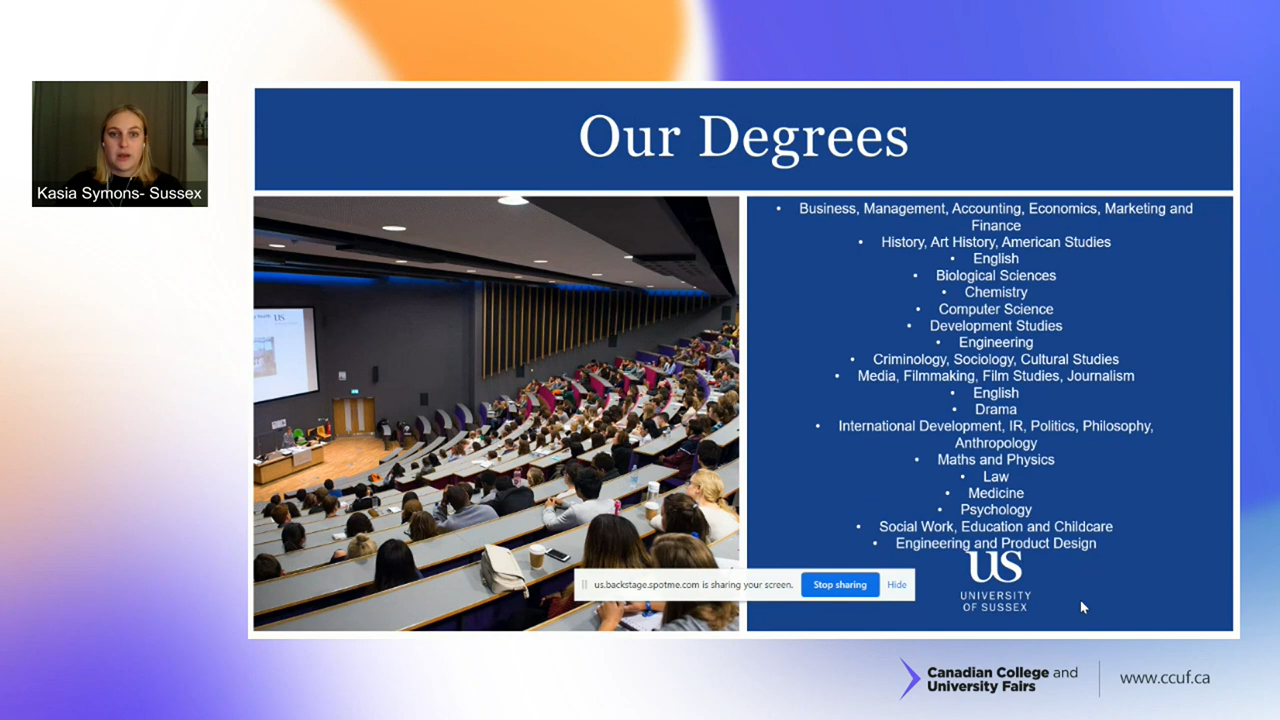 Kasia Symons- Sussex
Our Degrees
US
• Business, Management, Accounting, Economics, Marketing and
Finance
• History, Art History, American Studies
• English
• Biological Sciences
• Chemistry
• Computer Science
• Development Studies
• Engineering
• Criminology, Sociology, Cultural Studies
• Media, Filmmaking, Film Studies, Journalism
• English
• Drama
• International Development, IR, Politics, Philosophy,
Anthropology
• Maths and Physics
• Law
• Medicine
• Psychology
• Social Work, Education and Childcare
• Engineering and Product Design
us.backstage.spotme.com is sharing your screen.
Stop sharing
Hide
US
UNIVERSITY
OF SUSSEX
Canadian College and
University Fairs
www.ccuf.ca